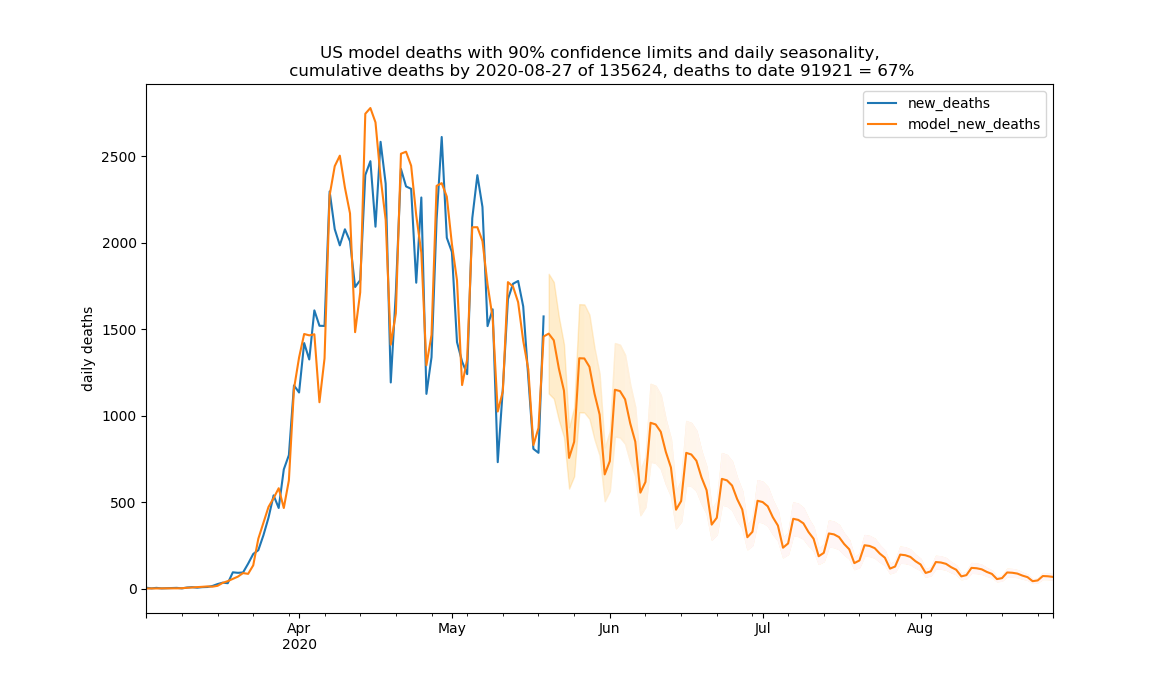 US model deaths with 90% confidence limits and daily seasonality,
cumulative deaths by 2020-08-27 of 135624, deaths to date 91921 = 67%
new_deaths
model_new_deaths
daily deaths
2500
2000
1500
1000
500
0
Apr
2020
May
Jun
Jul
Aug